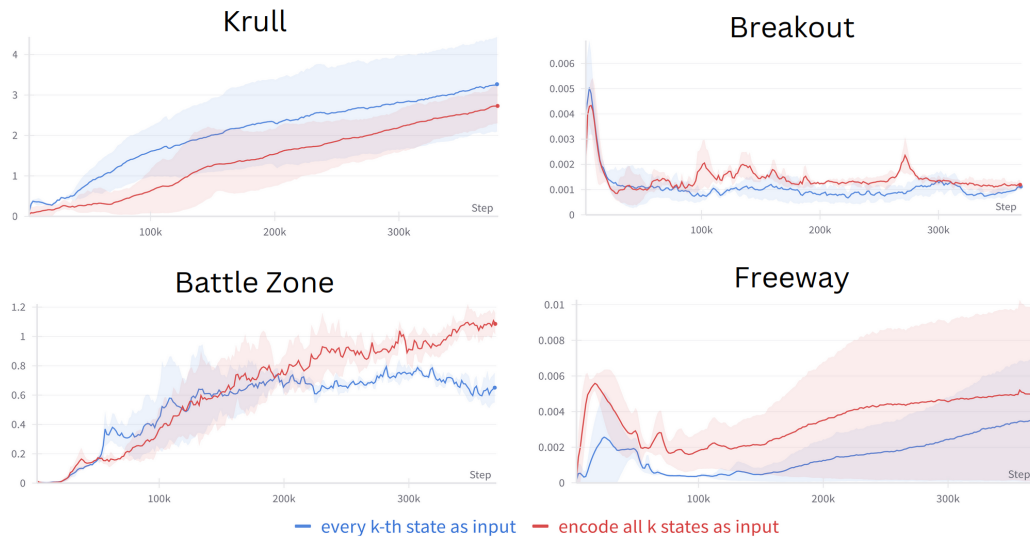 Krull
4
3
2
1
0
Step
100k 200k 300k
Breakout
0.006
0.005
0.004
0.003
0.002
0.001
0
Step
100k 200k 300k
Battle Zone
1.2
1
0.8
0.6
0.4
0.2
0
Step
100k 200k 300k
Freeway
0.01
0.008
0.006
0.004
0.002
0
Step
100k 200k 300k
every k-th state as input encode all k states as input